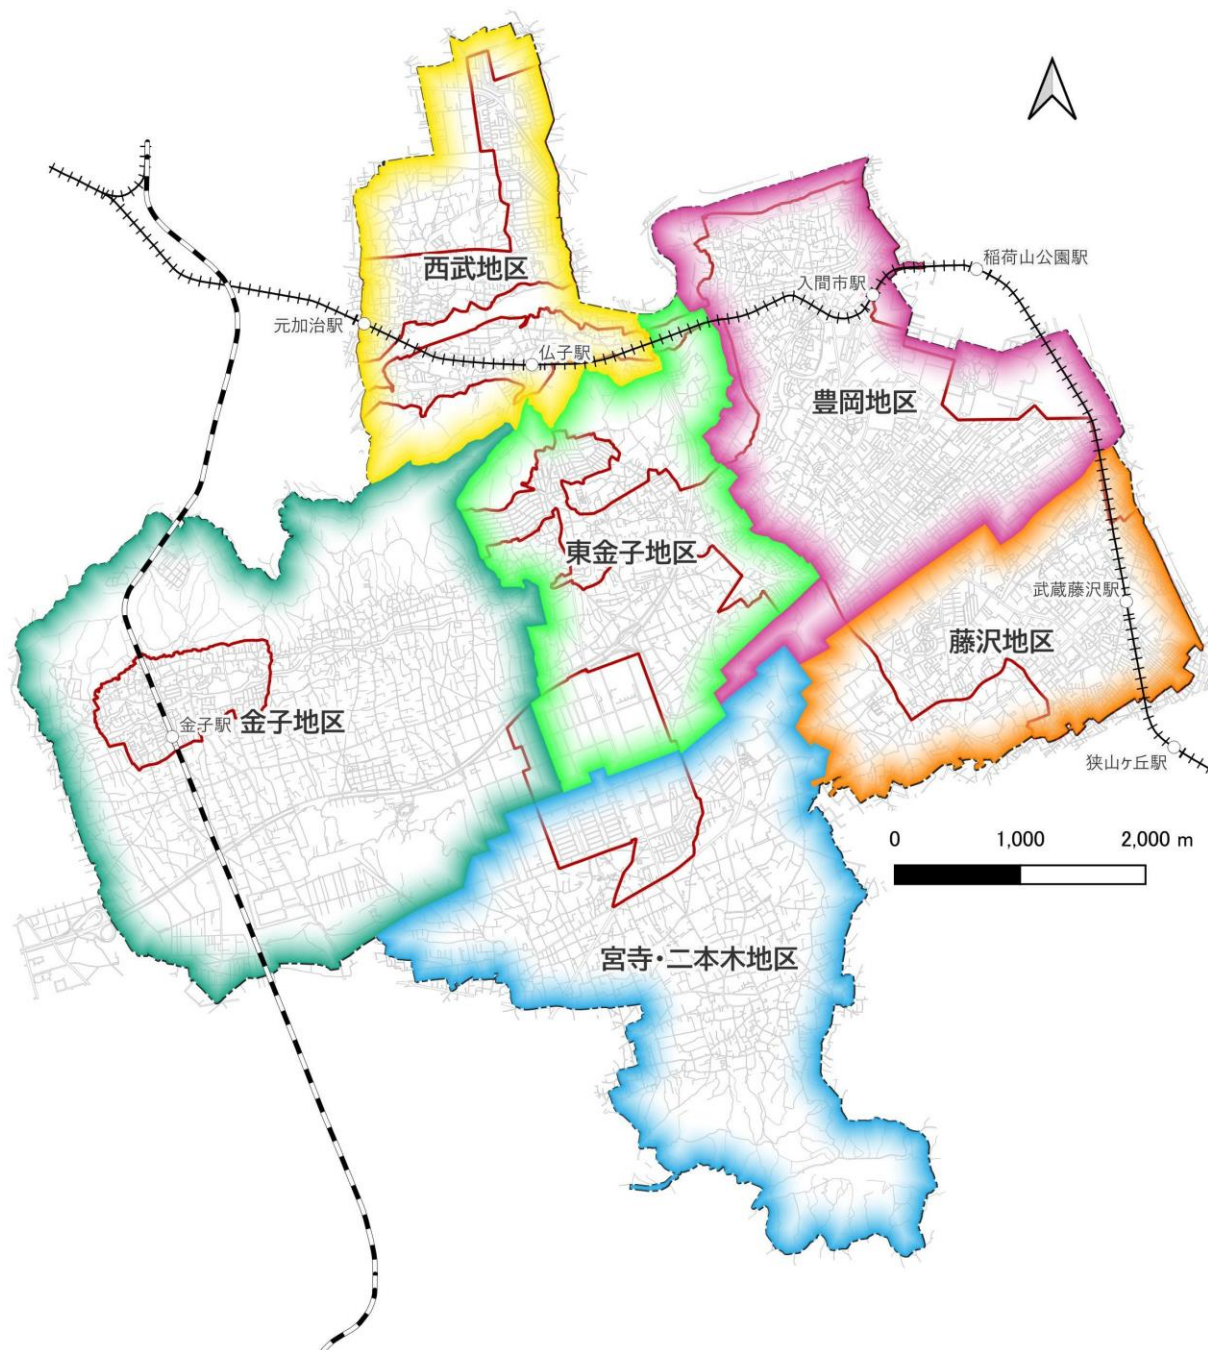 稲荷山公園駅
西武地区
入間市駅
元加治駅
仏子駅
豊岡地区
東金子地区
武蔵藤沢駅
藤沢地区
金子駅
金子地区
狭山ヶ丘駅
0 1,000 2,000 m
宮寺・二本木地区